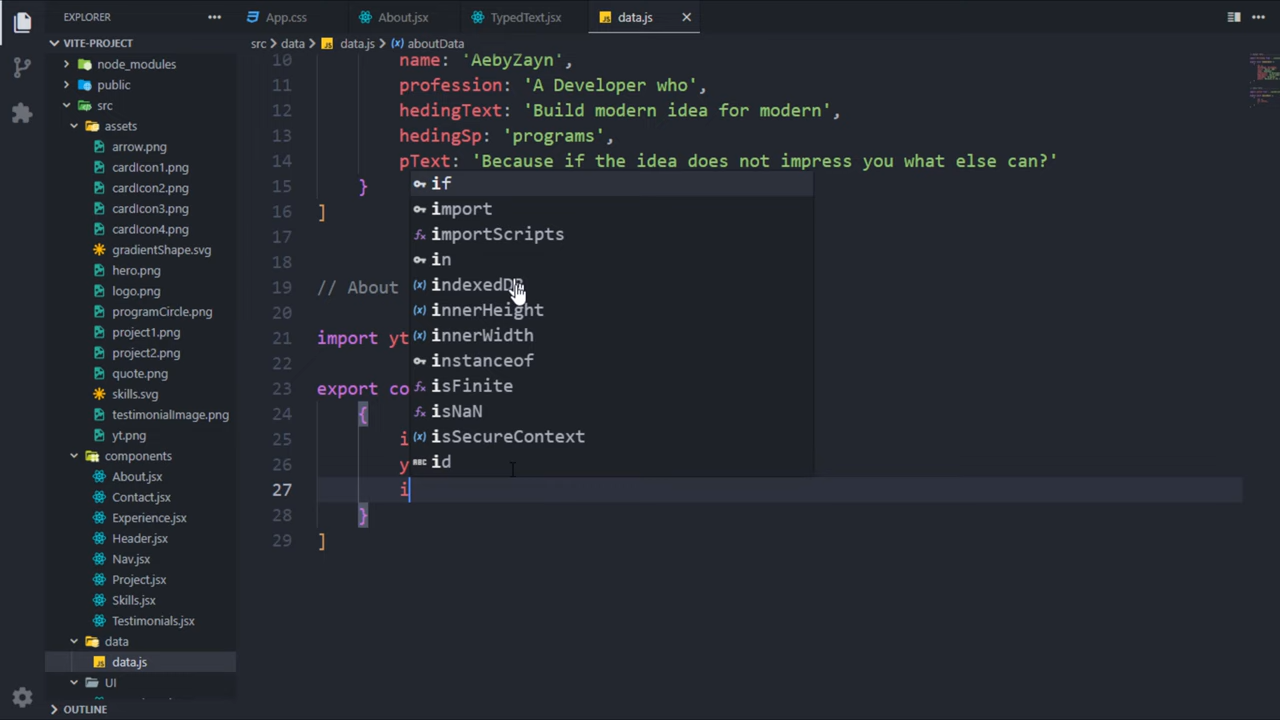 EXPLORER
App.css
About.jsx
TypedText.jsx
data.js
VITE-PROJECT
src
data
data.js
aboutData
node_modules
public
src
assets
arrow.png
cardIcon1.png
cardIcon2.png
cardIcon3.png
cardIcon4.png
gradientShape.svg
hero.png
logo.png
programCircle.png
project1.png
project2.png
quote.png
skills.svg
testimonialImage.png
yt.png
components
About.jsx
Contact.jsx
Experience.jsx
Header.jsx
Nav.jsx
Project.jsx
Skills.jsx
Testimonials.jsx
data
data.js
UI
OUTLINE
10 name: 'AebyZayn',
11 profession: 'A Developer who',
12 hedingText: 'Build modern idea for modern',
13 hedingSp: 'programs',
14 pText: 'Because if the idea does not impress you what else can?'
15 }
16 ]
17
18
19 // About
20
21 import yt
22
23 export co
24 {
25 i
26 y
27 i
28 }
29 ]
if
import
importScripts
in
indexedDB
innerHeight
innerWidth
instanceof
isFinite
isNaN
isSecureContext
abc id